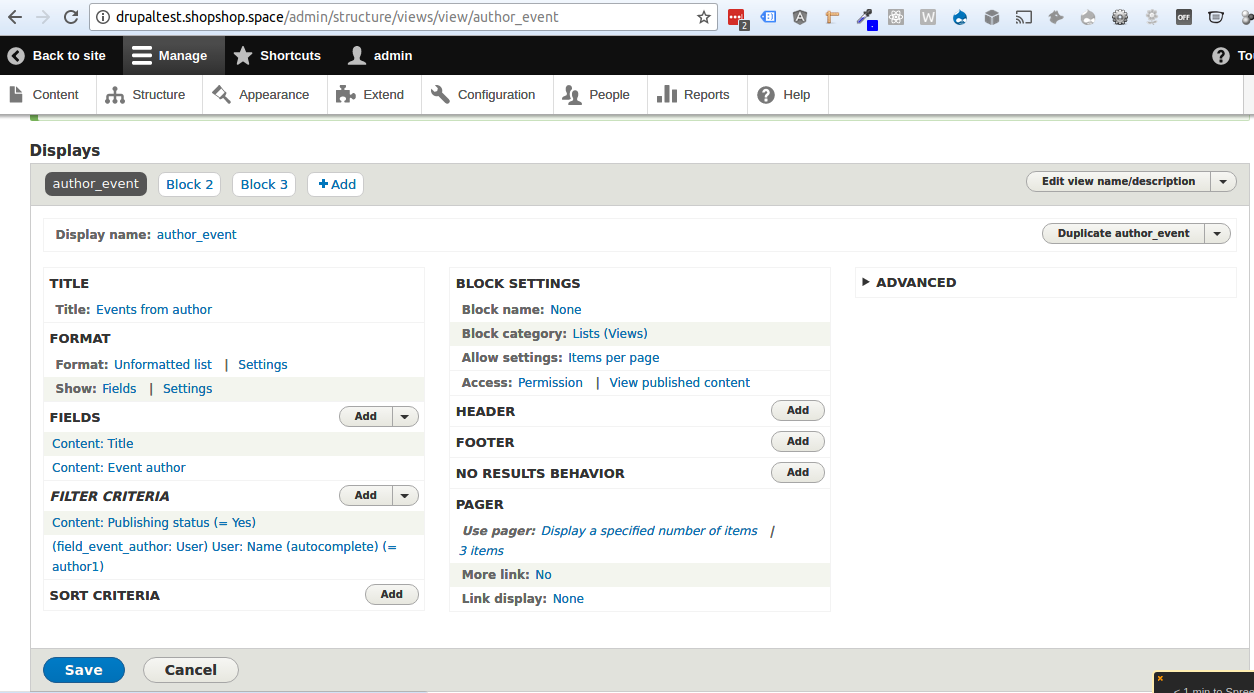 drupaltest.shopshop.space/admin/structure/views/view/author_event
2
W
OFF
Back to site Manage Shortcuts admin
Content Structure Appearance Extend Configuration People Reports Help
Displays
author_event Block 2 Block 3 +Add Edit view name/description
Display name: author_event Duplicate author_event
TITLE
Title: Events from author
FORMAT
Format: Unformatted list | Settings
Show: Fields | Settings
FIELDS Add
Content: Title
Content: Event author
FILTER CRITERIA Add
Content: Publishing status (= Yes)
(field_event_author: User) User: Name (autocomplete) (=
author1)
SORT CRITERIA Add
BLOCK SETTINGS
Block name: None
Block category: Lists (Views)
Allow settings: Items per page
Access: Permission | View published content
HEADER Add
FOOTER Add
NO RESULTS BEHAVIOR Add
PAGER
Use pager: Display a specified number of items |
3 items
More link: No
Link display: None
ADVANCED
Save Cancel
< 1 min to